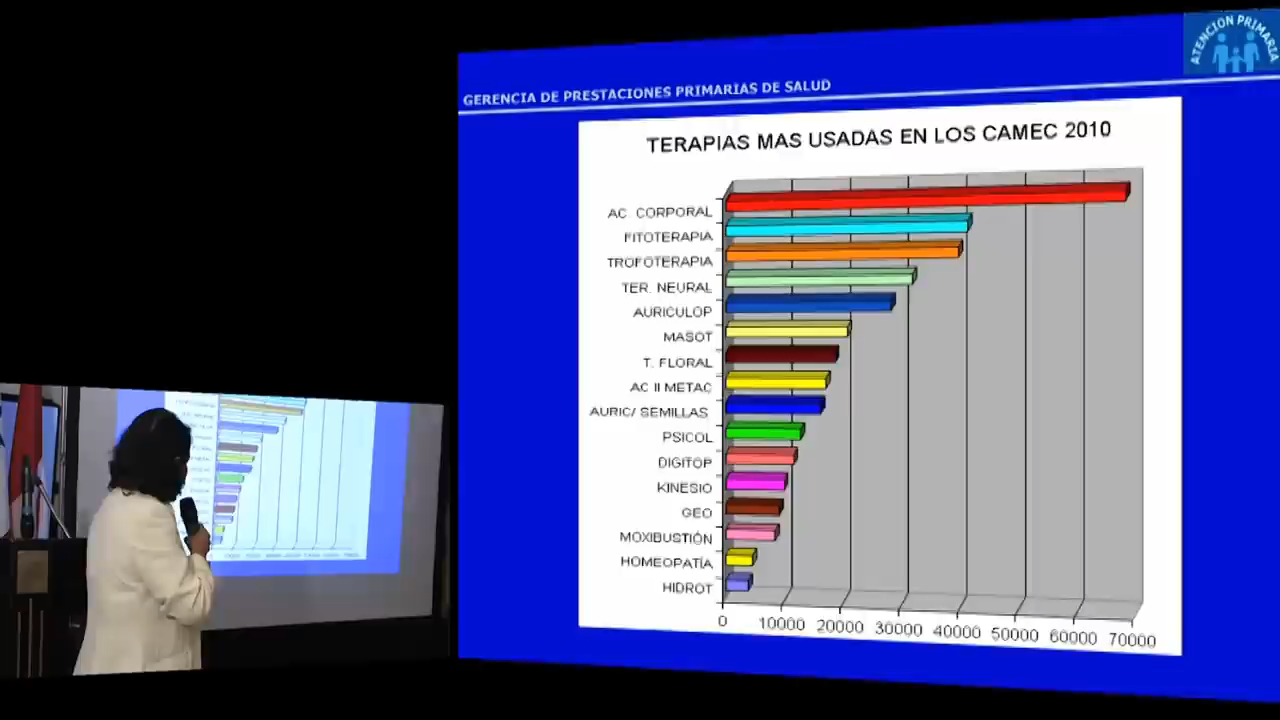 ATENCION PRIMARIA
GERENCIA DE PRESTACIONES PRIMARIAS DE SALUD
TERAPIAS MAS USADAS EN LOS CAMEC 2010
AC. CORPORAL
FITOTERAPIA
TROFOTERAPIA
TER. NEURAL
AURICULOP
MASOT
T. FLORAL
AC II METAC
AURIC/ SEMILLAS
PSICOL
DIGITOP
KINESIO
GEO
MOXIBUSTIÓN
HOMEOPATÍA
HIDROT
0 10000 20000 30000 40000 50000 60000 70000